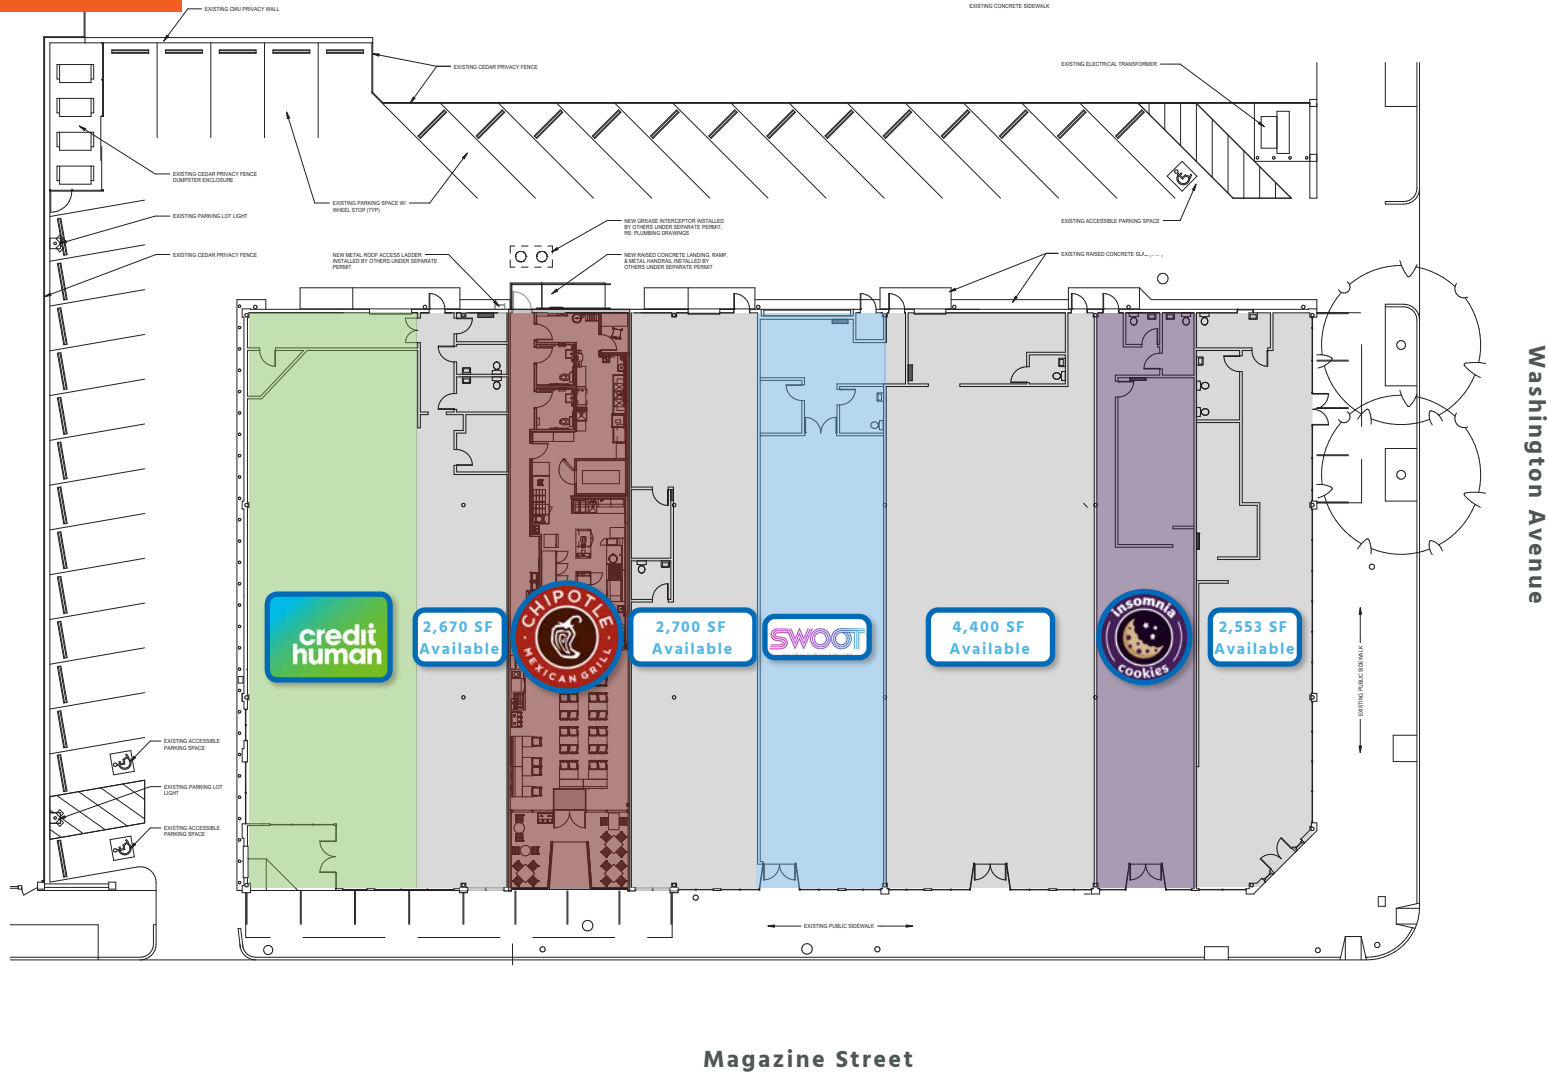 EXISTING CMU PRIVACY WALL
EXISTING CONCRETE SIDEWALK
EXISTING CEDAR PRIVACY FENCE
EXISTING ELECTRICAL TRANSFORMER
EXISTING CEDAR PRIVACY FENCE
DUMPSTER ENCLOSURE
EXISTING PARKING SPACE W/
WHEEL STOP (TYP)
EXISTING PARKING LOT LIGHT
NEW GREASE INTERCEPTOR INSTALLED
BY OTHERS UNDER SEPARATE PERMIT,
RE: PLUMBING DRAWINGS
EXISTING ACCESSIBLE PARKING SPACE
EXISTING CEDAR PRIVACY FENCE
NEW METAL ROOF ACCESS LADDER
INSTALLED BY OTHERS UNDER SEPARATE
PERMIT
NEW RAISED CONCRETE LANDING, RAMP,
& METAL HANDRAIL INSTALLED BY
OTHERS UNDER SEPARATE PERMIT
EXISTING RAISED CONCRETE
Washington Avenue
credit
human
2,670 SF
Available
CHIPOTLE
MEXICAN GRILL
2,700 SF
Available
SWOOT
4,400 SF
Available
insomnia
cookies
2,553 SF
Available
EXISTING PUBLIC SIDEWALK
EXISTING ACCESSIBLE
PARKING SPACE
EXISTING PARKING LOT
LIGHT
EXISTING ACCESSIBLE
PARKING SPACE
EXISTING PUBLIC SIDEWALK
Magazine Street